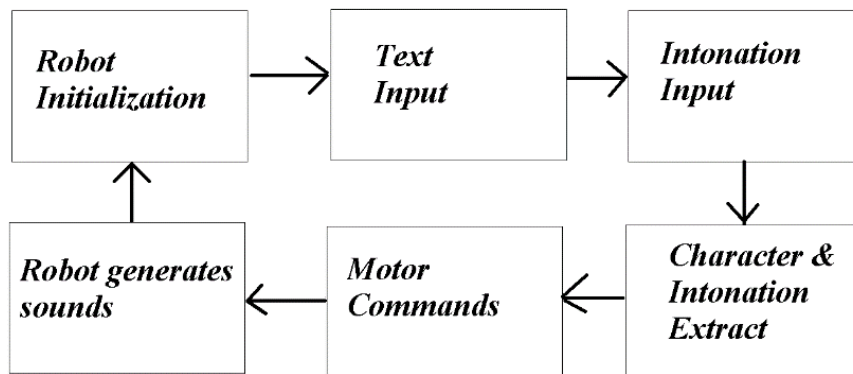 Robot
Initialization
Text
Input
Intonation
Input
Robot generates
sounds
Motor
Commands
Character &
Intonation
Extract